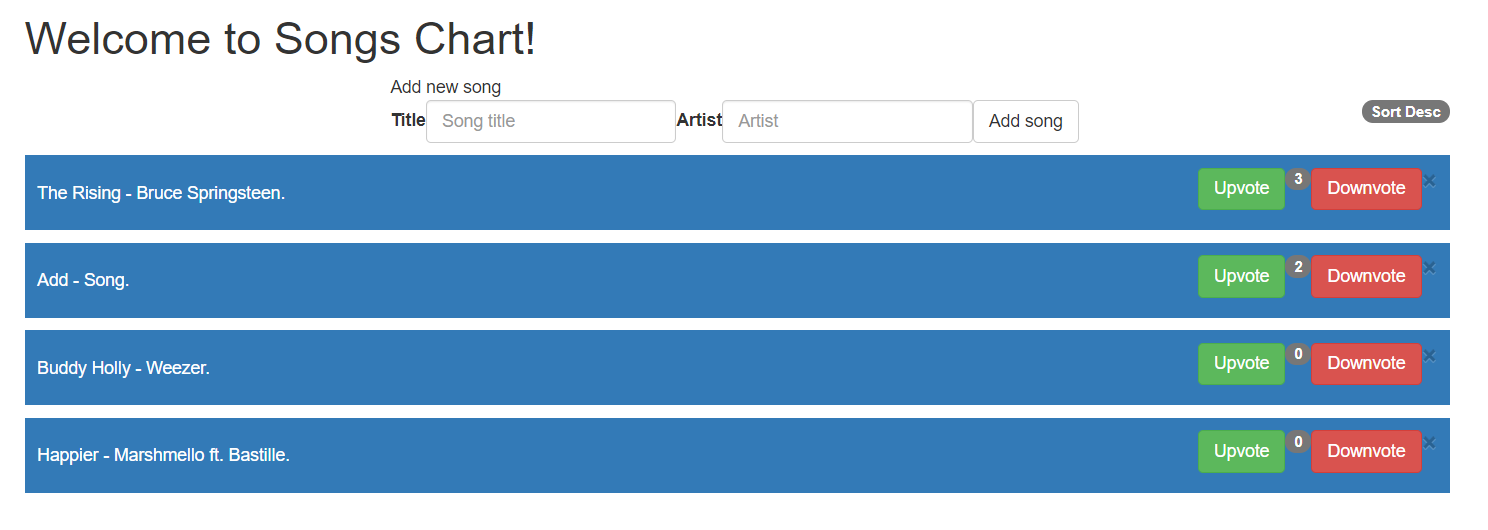 Welcome to Songs Chart!
Add new song
Title Song title Artist Artist Add song Sort Desc
The Rising - Bruce Springsteen. Upvote 3 Downvote ×
Add - Song. Upvote 2 Downvote ×
Buddy Holly - Weezer. Upvote 0 Downvote ×
Happier - Marshmello ft. Bastille. Upvote 0 Downvote ×